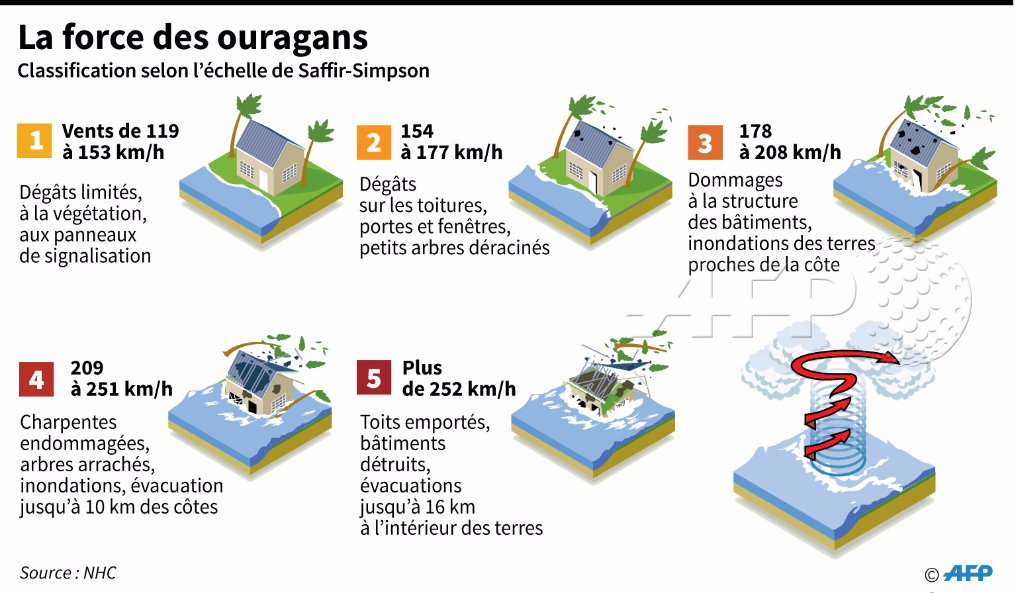 La force des ouragans
Classification selon l'échelle de Saffir-Simpson
1
Vents de 119
à 153 km/h
Dégâts limités,
à la végétation,
aux panneaux
de signalisation
2
154
à 177 km/h
Dégâts
sur les toitures,
portes et fenêtres,
petits arbres déracinés
3
178
à 208 km/h
Dommages
à la structure
des bâtiments,
inondations des terres
proches de la côte
AFP
4
209
à 251 km/h
Charpentes
endommagées,
arbres arrachés,
inondations, évacuation
jusqu'à 10 km des côtes
5
Plus
de 252 km/h
Toits emportés,
bâtiments
détruits,
évacuations
jusqu'à 16 km
à l'intérieur des terres
Source : NHC
© AFP